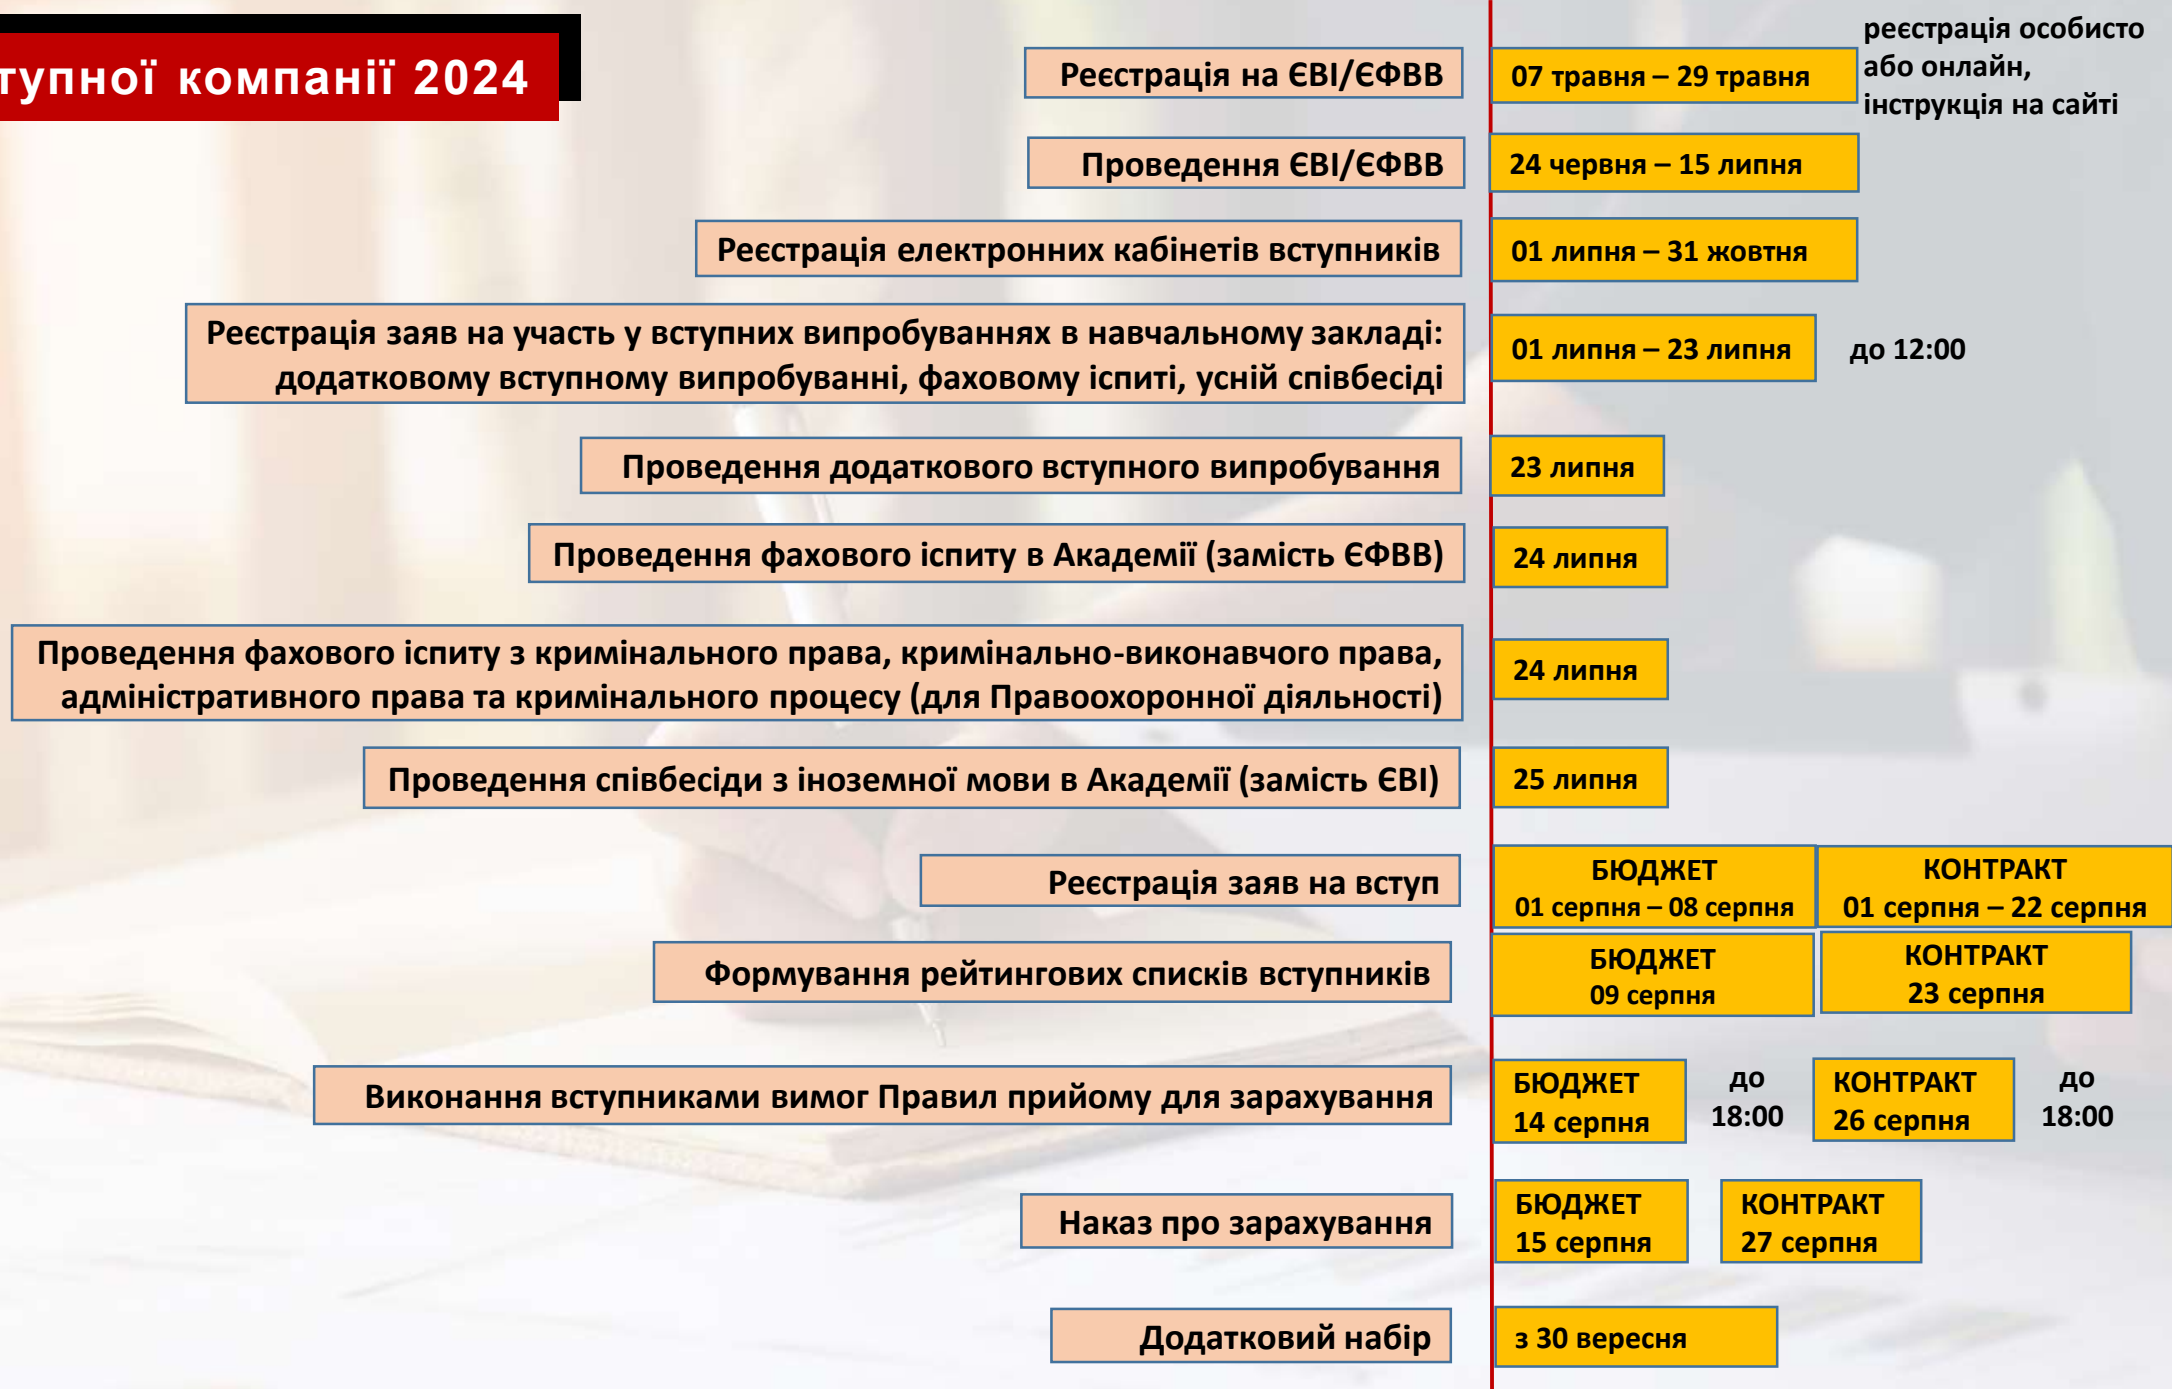 тупної компанії 2024
Реєстрація на ЄВІ/ЄФВВ
07 травня – 29 травня
реєстрація особисто
або онлайн,
інструкція на сайті
Проведення ЄВІ/ЄФВВ
24 червня – 15 липня
Реєстрація електронних кабінетів вступників
01 липня – 31 жовтня
Реєстрація заяв на участь у вступних випробуваннях в навчальному закладі:
додатковому вступному випробуванні, фаховому іспиті, усній співбесіді
01 липня – 23 липня
до 12:00
Проведення додаткового вступного випробування
23 липня
Проведення фахового іспиту в Академії (замість ЄФВВ)
24 липня
Проведення фахового іспиту з кримінального права, кримінально-виконавчого права,
адміністративного права та кримінального процесу (для Правоохоронної діяльності)
24 липня
Проведення співбесіди з іноземної мови в Академії (замість ЄВІ)
25 липня
Реєстрація заяв на вступ
БЮДЖЕТ
01 серпня – 08 серпня
КОНТРАКТ
01 серпня – 22 серпня
Формування рейтингових списків вступників
БЮДЖЕТ
09 серпня
КОНТРАКТ
23 серпня
Виконання вступниками вимог Правил прийому для зарахування
БЮДЖЕТ
14 серпня
до
18:00
КОНТРАКТ
26 серпня
до
18:00
Наказ про зарахування
БЮДЖЕТ
15 серпня
КОНТРАКТ
27 серпня
Додатковий набір
з 30 вересня